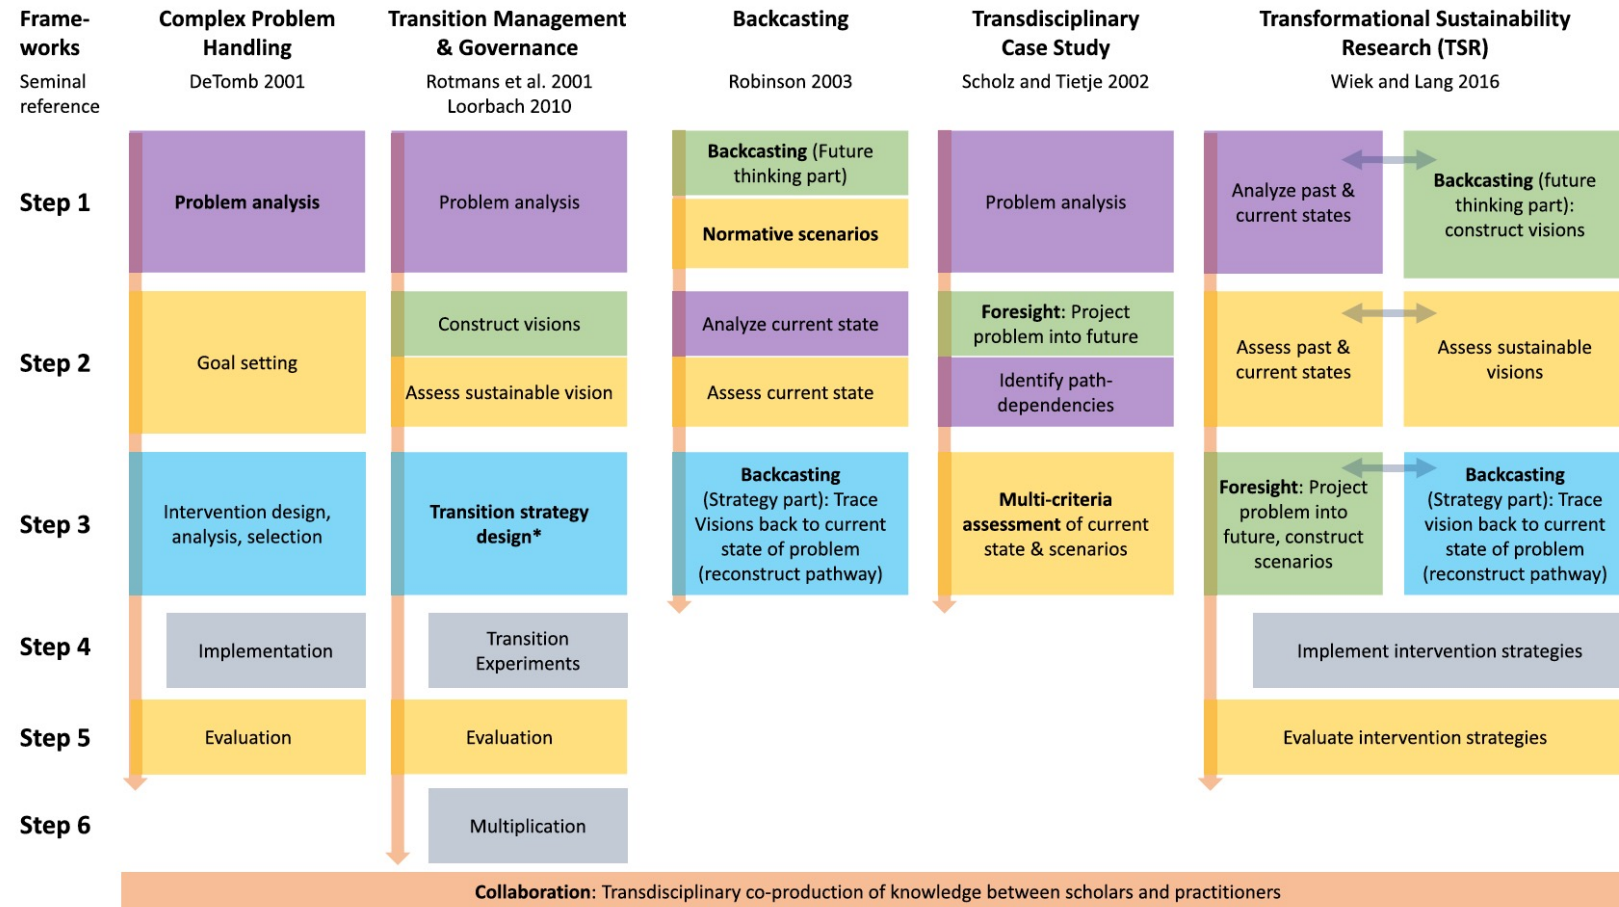 Frame-
works
Complex Problem
Handling
Transition Management
& Governance
Backcasting
Transdisciplinary
Case Study
Transformational Sustainability
Research (TSR)
Seminal
reference
DeTomb 2001
Rotmans et al. 2001
Loorbach 2010
Robinson 2003
Scholz and Tietje 2002
Wiek and Lang 2016
Step 1
Problem analysis
Problem analysis
Backcasting (Future
thinking part)
Normative scenarios
Problem analysis
Analyze past &
current states
Backcasting (future
thinking part):
construct visions
Step 2
Goal setting
Construct visions
Assess sustainable vision
Analyze current state
Assess current state
Foresight: Project
problem into future
Identify path-
dependencies
Assess past &
current states
Assess sustainable
visions
Step 3
Intervention design,
analysis, selection
Transition strategy
design*
Backcasting
(Strategy part): Trace
Visions back to current
state of problem
(reconstruct pathway)
Multi-criteria
assessment of current
state & scenarios
Foresight: Project
problem into
future, construct
scenarios
Backcasting
(Strategy part): Trace
vision back to current
state of problem
(reconstruct pathway)
Step 4
Implementation
Transition
Experiments
Implement intervention strategies
Step 5
Evaluation
Evaluation
Evaluate intervention strategies
Step 6
Multiplication
Collaboration: Transdisciplinary co-production of knowledge between scholars and practitioners